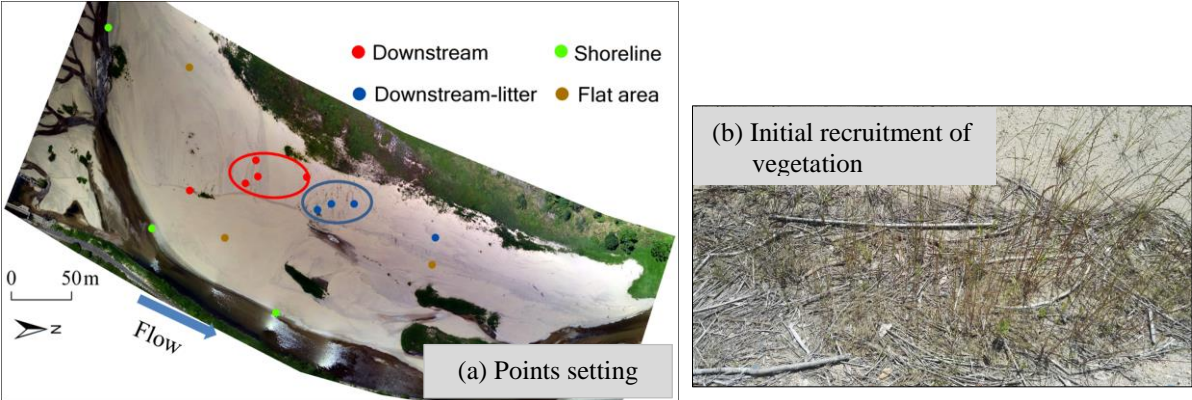 Downstream
Shoreline
Downstream-litter
Flat area
0 50m
N
Flow
(a) Points setting
(b) Initial recruitment of
vegetation